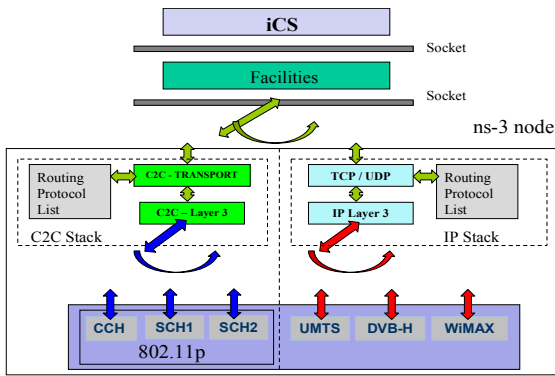 iCS
Socket
Facilities
Socket
ns-3 node
Routing
Protocol
List
C2C - TRANSPORT
C2C – Layer 3
C2C Stack
TCP / UDP
IP Layer 3
Routing
Protocol
List
IP Stack
CCH
SCH1
SCH2
802.11p
UMTS
DVB-H
WiMAX